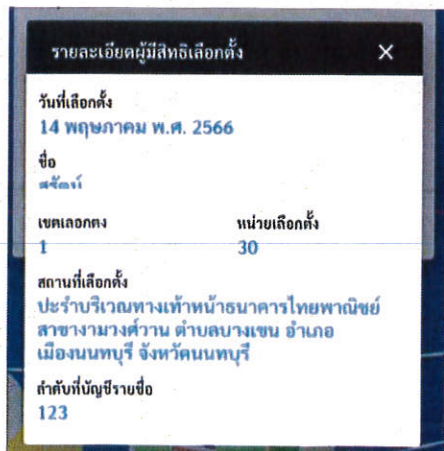 รายละเอียดผู้มีสิทธิเลือกตั้ง
วันที่เลือกตั้ง
14 พฤษภาคม พ.ศ. 2566
ชื่อ
สุรัตน์
เขตเลือกตั้ง หน่วยเลือกตั้ง
1 30
สถานที่เลือกตั้ง
ปะรำบริเวณทางเท้าหน้าธนาคารไทยพาณิชย์
สาขางามวงศ์วาน ตำบลบางเขน อำเภอ
เมืองนนทบุรี จังหวัดนนทบุรี
ลำดับที่บัญชีรายชื่อ
123